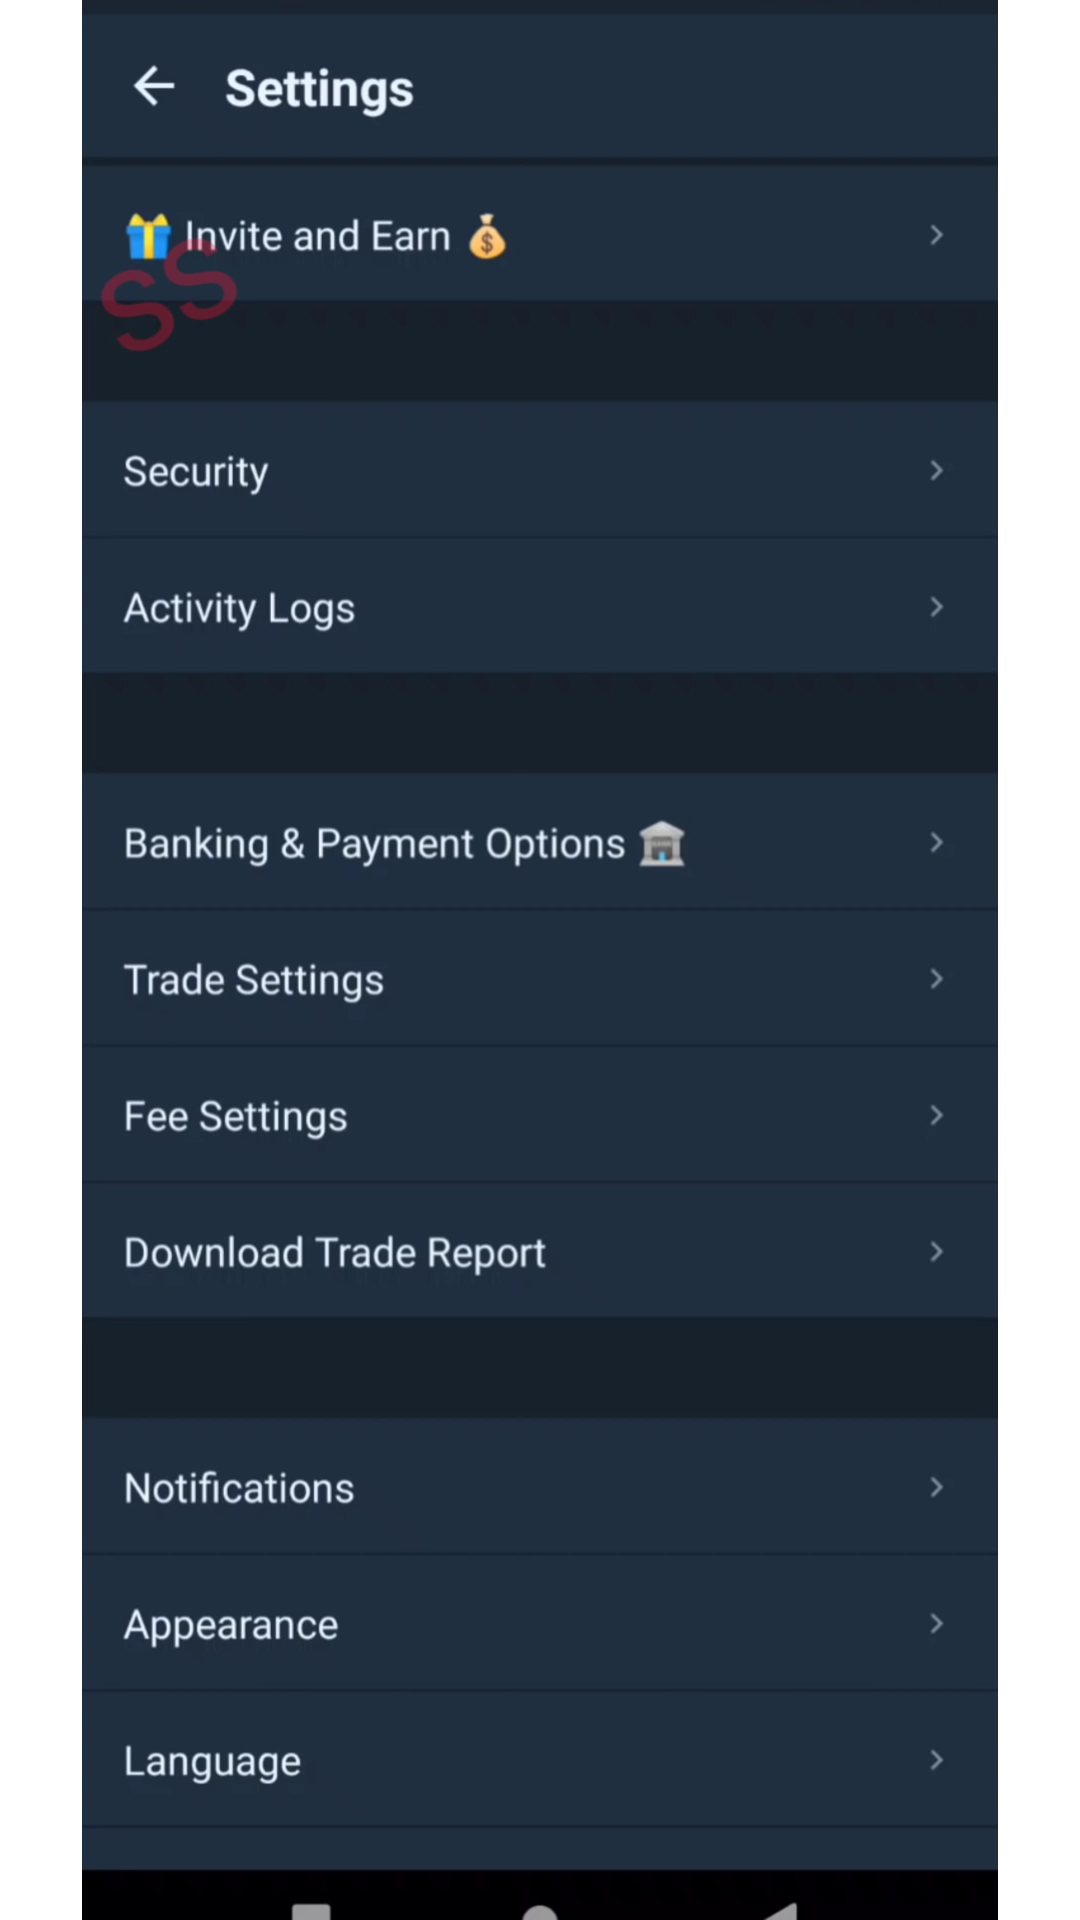 Settings
🎁 Invite and Earn 💰
SS
Security
Activity Logs
Banking & Payment Options 🏦
Trade Settings
Fee Settings
Download Trade Report
Notifications
Appearance
Language